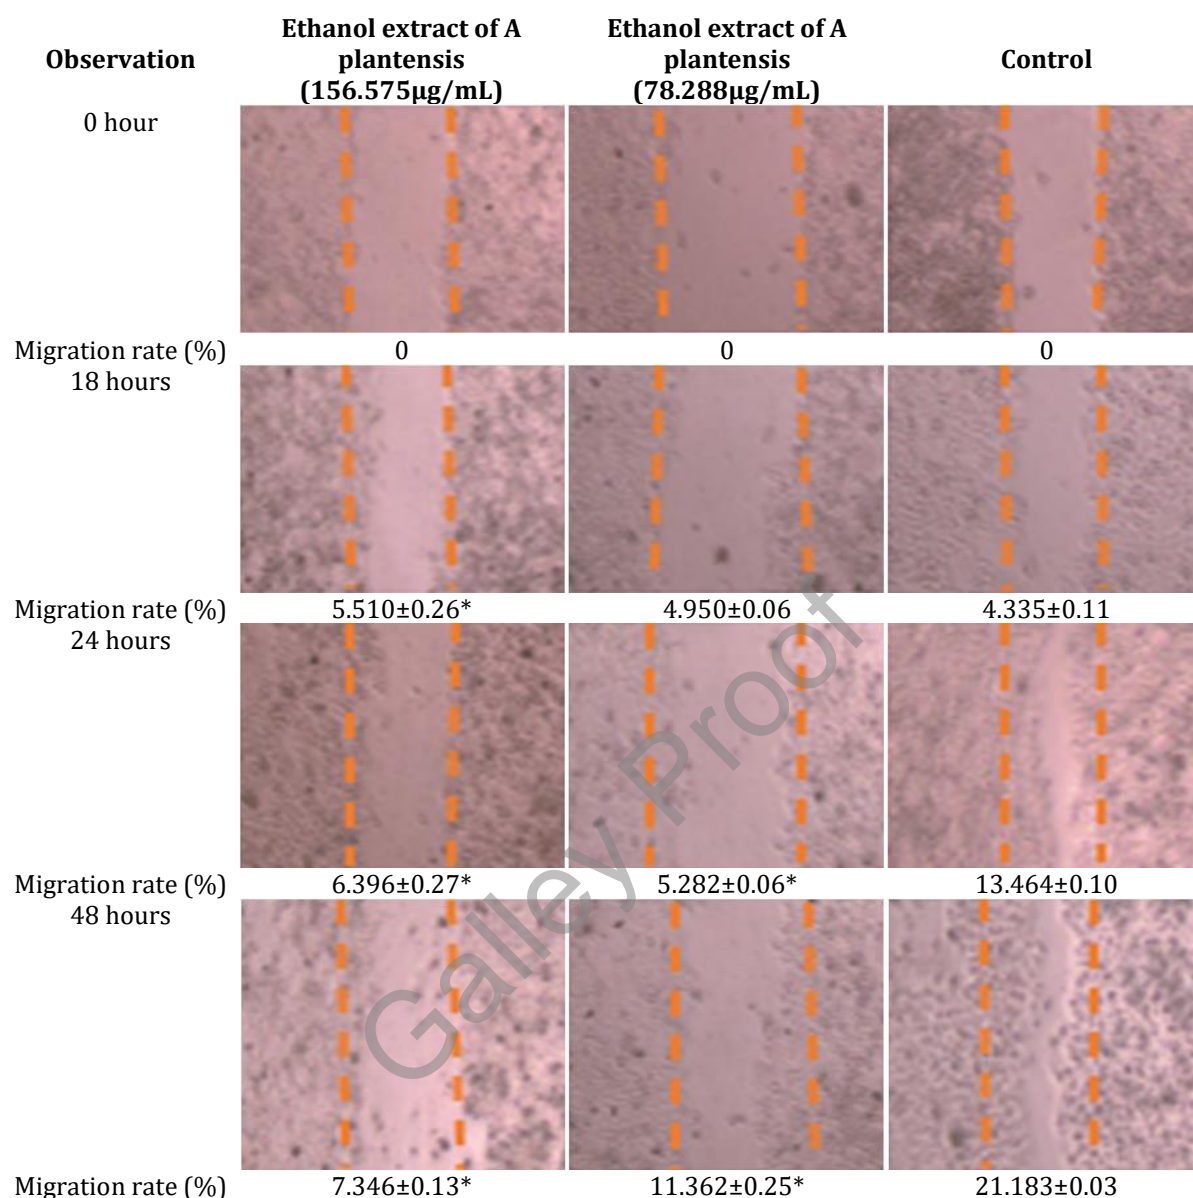 Observation
Ethanol extract of A
plantensis
(156.575µg/mL)
Ethanol extract of A
plantensis
(78.288µg/mL)
Control
0 hour
Migration rate (%)
0
0
0
18 hours
Migration rate (%)
5.510±0.26*
4.950±0.06
4.335±0.11
24 hours
Migration rate (%)
6.396±0.27*
5.282±0.06*
13.464±0.10
48 hours
Migration rate (%)
7.346±0.13*
11.362±0.25*
21.183±0.03
Galley Proof